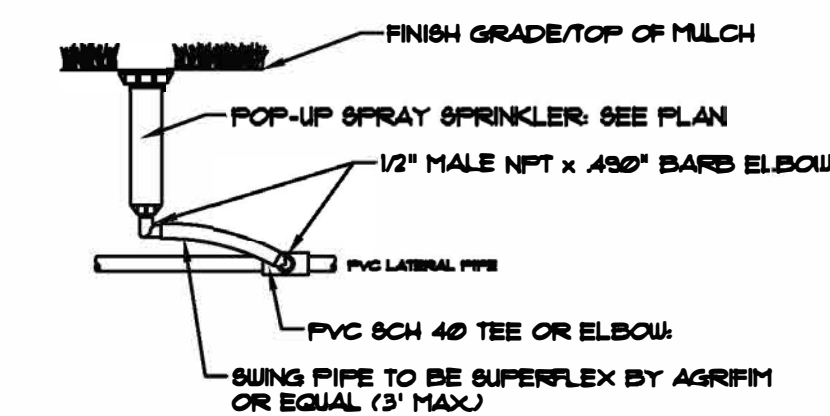 FINISH GRADE/TOP OF MULCH
POP-UP SPRAY SPRINKLER: SEE PLAN
1/2" MALE NPT x .490" BARB ELBOW
PVC LATERAL PIPE
PVC SCH 40 TEE OR ELBOW:
SWING PIPE TO BE SUPERFLEX BY AGRIFIM
OR EQUAL (3' MAX.)